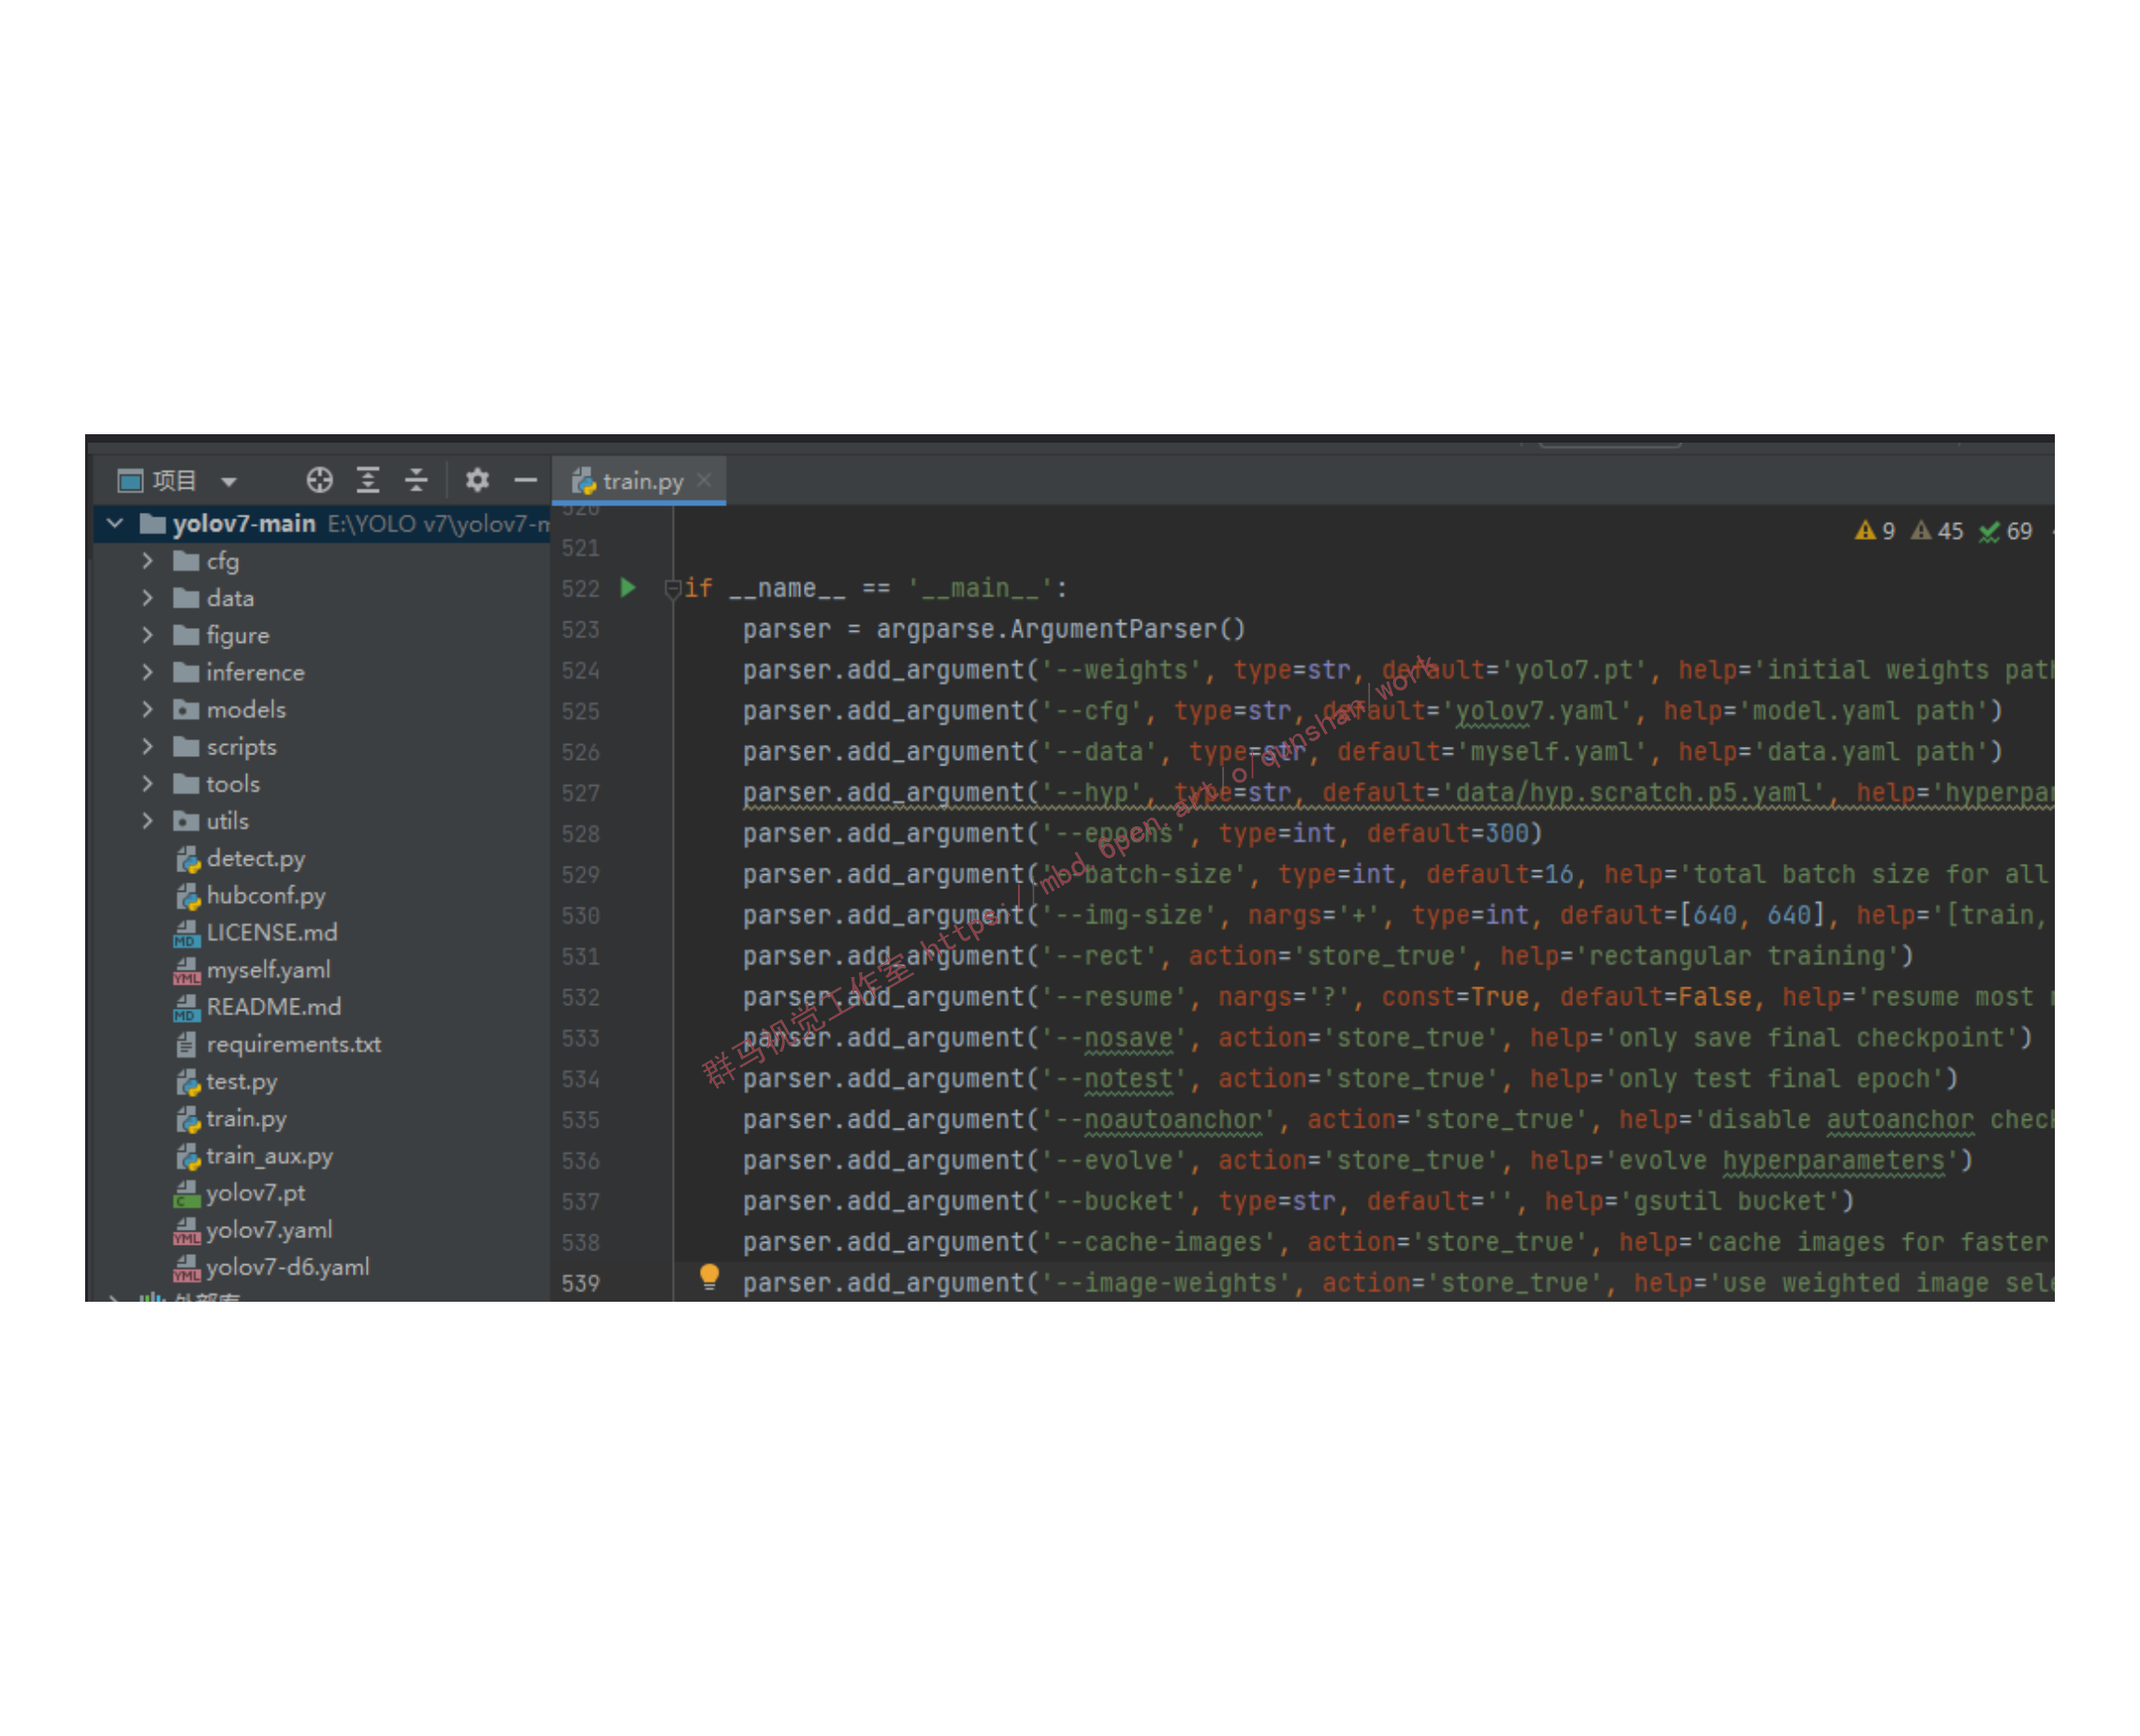 项目
yolov7-main E:\YOLO v7\yolov7-m
cfg
data
figure
inference
models
scripts
tools
utils
detect.py
hubconf.py
LICENSE.md
myself.yaml
README.md
requirements.txt
test.py
train.py
train_aux.py
yolov7.pt
yolov7.yaml
yolov7-d6.yaml
外部库
train.py
9 45 69
520
521
522 if __name__ == '__main__':
523 parser = argparse.ArgumentParser()
524 parser.add_argument('--weights', type=str, default='yolo7.pt', help='initial weights path
525 parser.add_argument('--cfg', type=str, default='yolov7.yaml', help='model.yaml path')
526 parser.add_argument('--data', type=str, default='myself.yaml', help='data.yaml path')
527 parser.add_argument('--hyp', type=str, default='data/hyp.scratch.p5.yaml', help='hyperpar
528 parser.add_argument('--epochs', type=int, default=300)
529 parser.add_argument('--batch-size', type=int, default=16, help='total batch size for all
530 parser.add_argument('--img-size', nargs='+', type=int, default=[640, 640], help='[train,
531 parser.add_argument('--rect', action='store_true', help='rectangular training')
532 parser.add_argument('--resume', nargs='?', const=True, default=False, help='resume most
533 parser.add_argument('--nosave', action='store_true', help='only save final checkpoint')
534 parser.add_argument('--notest', action='store_true', help='only test final epoch')
535 parser.add_argument('--noautoanchor', action='store_true', help='disable autoanchor check
536 parser.add_argument('--evolve', action='store_true', help='evolve hyperparameters')
537 parser.add_argument('--bucket', type=str, default='', help='gsutil bucket')
538 parser.add_argument('--cache-images', action='store_true', help='cache images for faster
539 parser.add_argument('--image-weights', action='store_true', help='use weighted image sele
群马视觉工作室